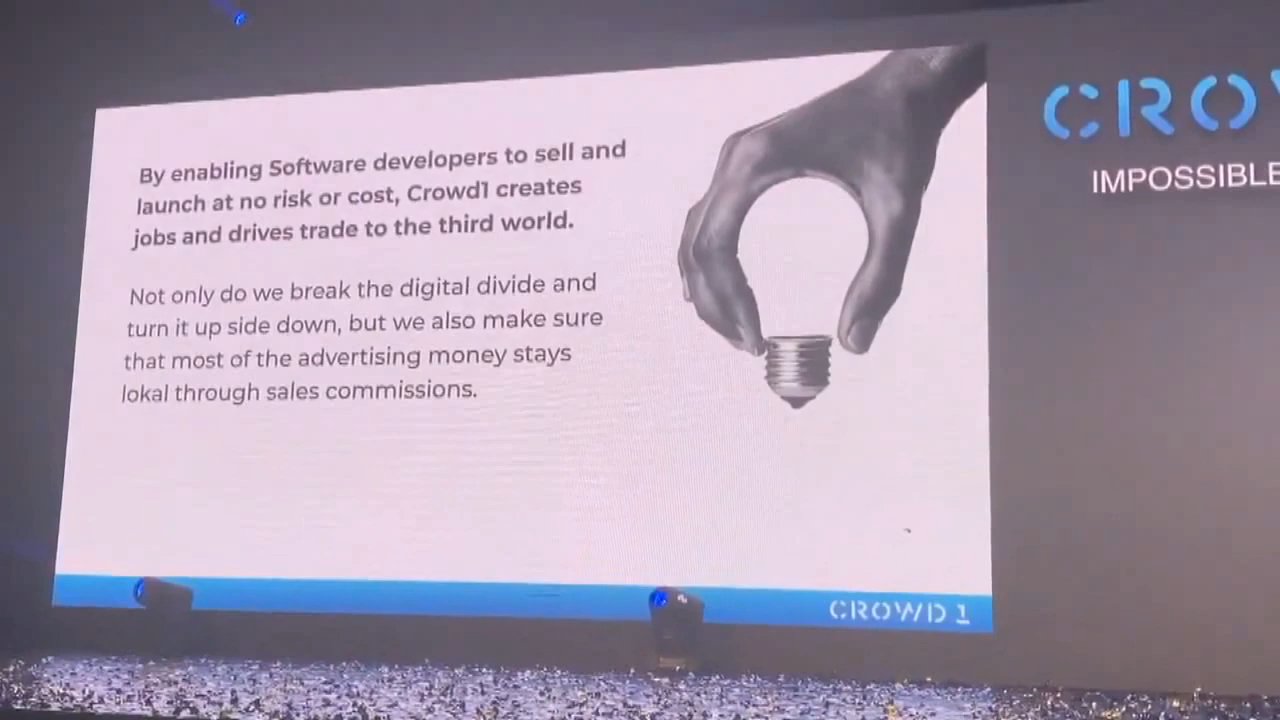 By enabling Software developers to sell and
launch at no risk or cost, Crowd1 creates
jobs and drives trade to the third world.
Not only do we break the digital divide and
turn it up side down, but we also make sure
that most of the advertising money stays
lokal through sales commissions.
CROWD 1
CRO
IMPOSSIBLE